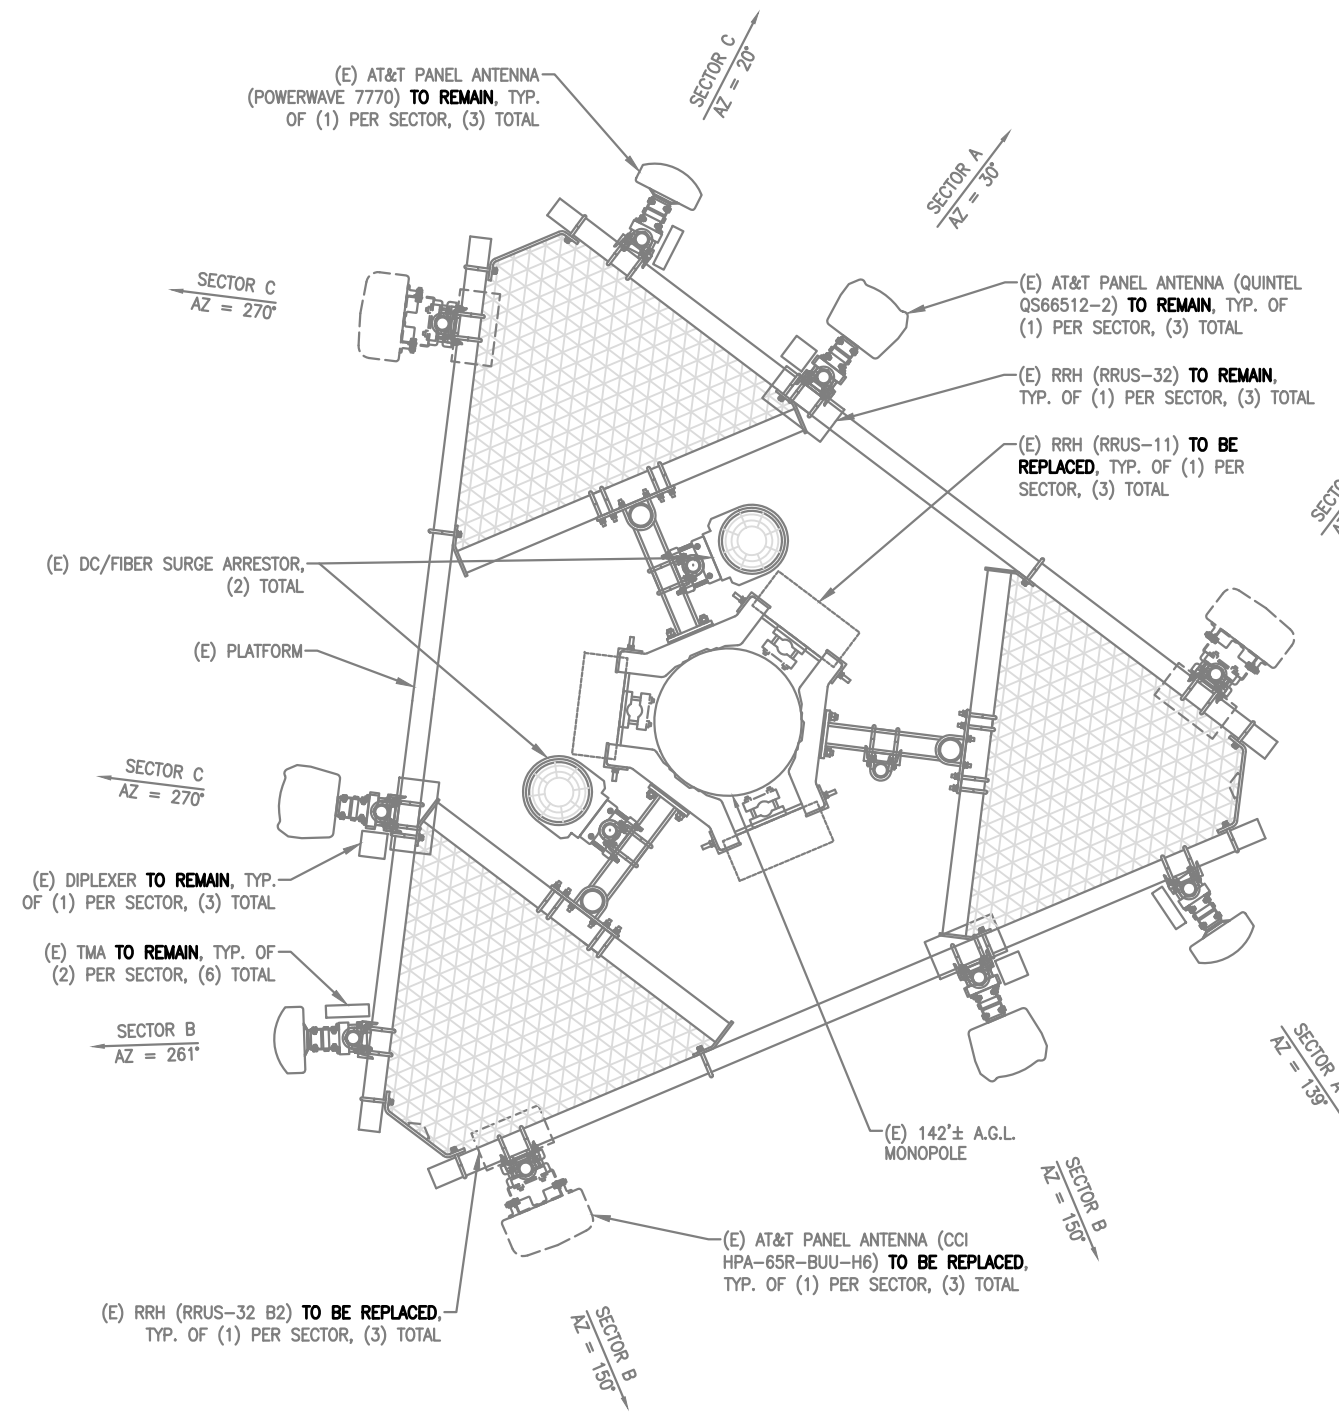 SECTOR C
AZ = 20°
(E) AT&T PANEL ANTENNA
(POWERWAVE 7770) TO REMAIN, TYP.
OF (1) PER SECTOR, (3) TOTAL
SECTOR A
AZ = 30°
SECTOR C
AZ = 270°
(E) AT&T PANEL ANTENNA (QUINTEL
QS66512-2) TO REMAIN, TYP. OF
(1) PER SECTOR, (3) TOTAL
(E) RRH (RRUS-32) TO REMAIN,
TYP. OF (1) PER SECTOR, (3) TOTAL
(E) RRH (RRUS-11) TO BE
REPLACED, TYP. OF (1) PER
SECTOR, (3) TOTAL
(E) DC/FIBER SURGE ARRESTOR,
(2) TOTAL
(E) PLATFORM
SECTOR C
AZ = 270°
(E) DIPLEXER TO REMAIN, TYP.
OF (1) PER SECTOR, (3) TOTAL
(E) TMA TO REMAIN, TYP. OF
(2) PER SECTOR, (6) TOTAL
SECTOR B
AZ = 261°
SECTOR A
AZ = 139°
(E) 142'± A.G.L.
MONOPOLE
SECTOR B
AZ = 150°
(E) AT&T PANEL ANTENNA (CCI
HPA-65R-BUU-H6) TO BE REPLACED,
TYP. OF (1) PER SECTOR, (3) TOTAL
(E) RRH (RRUS-32 B2) TO BE REPLACED,
TYP. OF (1) PER SECTOR, (3) TOTAL
SECTOR B
AZ = 150°